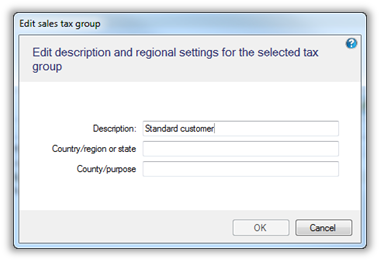 Edit sales tax group
Edit description and regional settings for the selected tax
group
?
Description: Standard customer
Country/region or state
County/purpose
OK Cancel